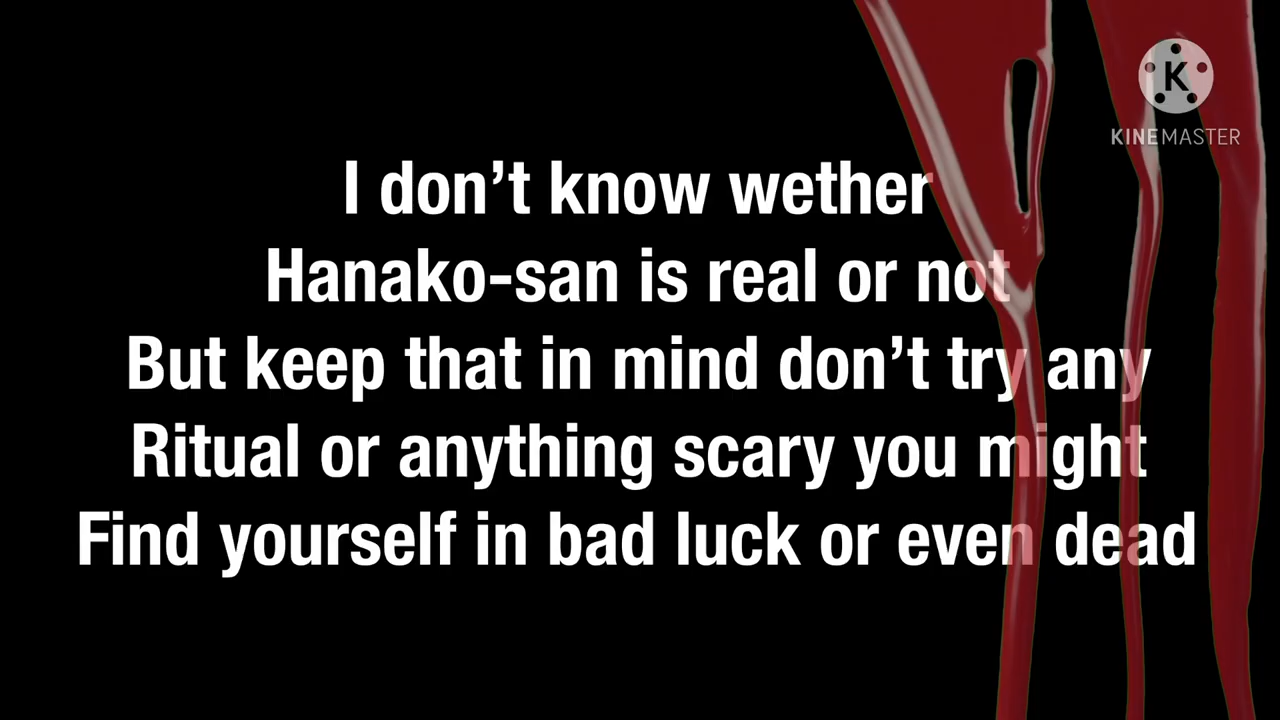 K
KINEMASTER
I don’t know wether
Hanako-san is real or not
But keep that in mind don’t try any
Ritual or anything scary you might
Find yourself in bad luck or even dead